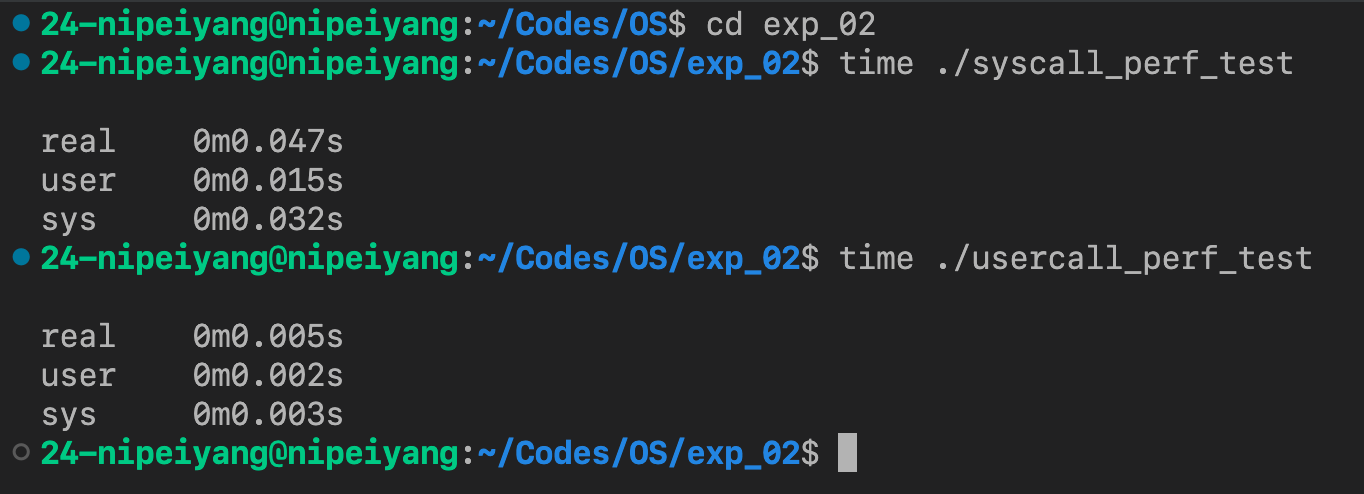 24-nipeiyang@nipeiyang:~/Codes/OS$ cd exp_02
24-nipeiyang@nipeiyang:~/Codes/OS/exp_02$ time ./syscall_perf_test
real 0m0.047s
user 0m0.015s
sys 0m0.032s
24-nipeiyang@nipeiyang:~/Codes/OS/exp_02$ time ./usercall_perf_test
real 0m0.005s
user 0m0.002s
sys 0m0.003s
24-nipeiyang@nipeiyang:~/Codes/OS/exp_02$